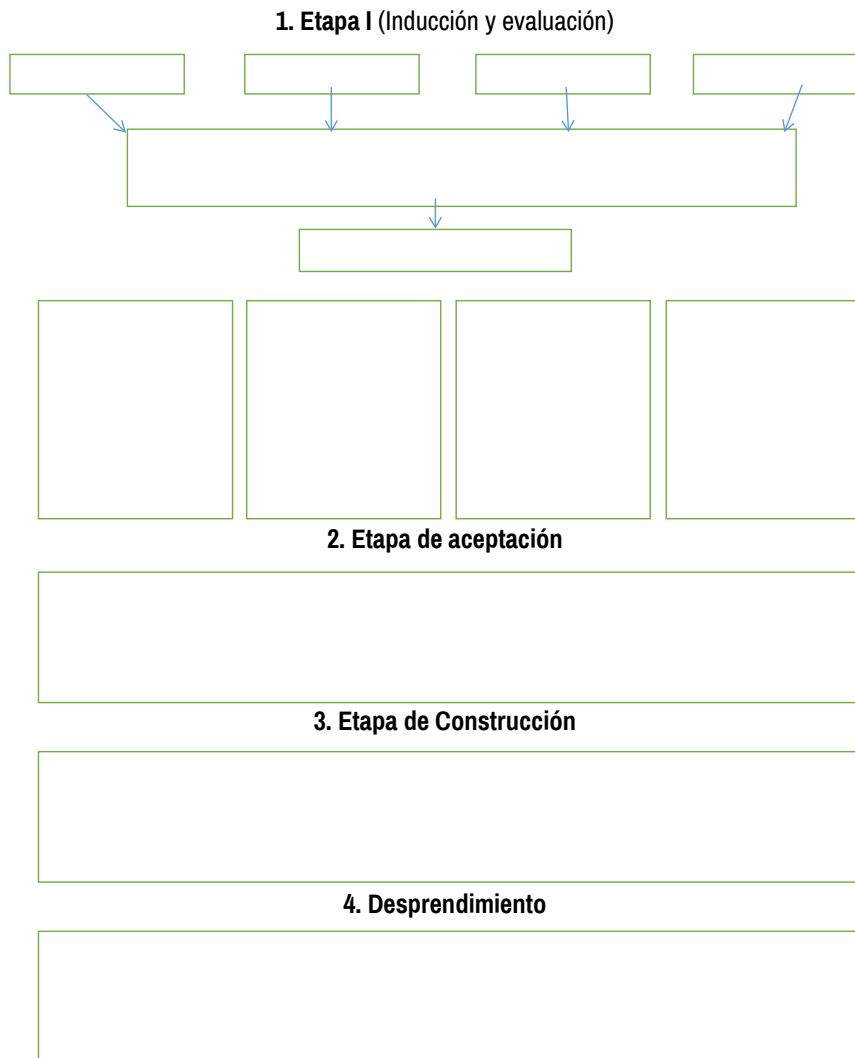 1. Etapa I (Inducción y evaluación)
2. Etapa de aceptación
3. Etapa de Construcción
4. Desprendimiento